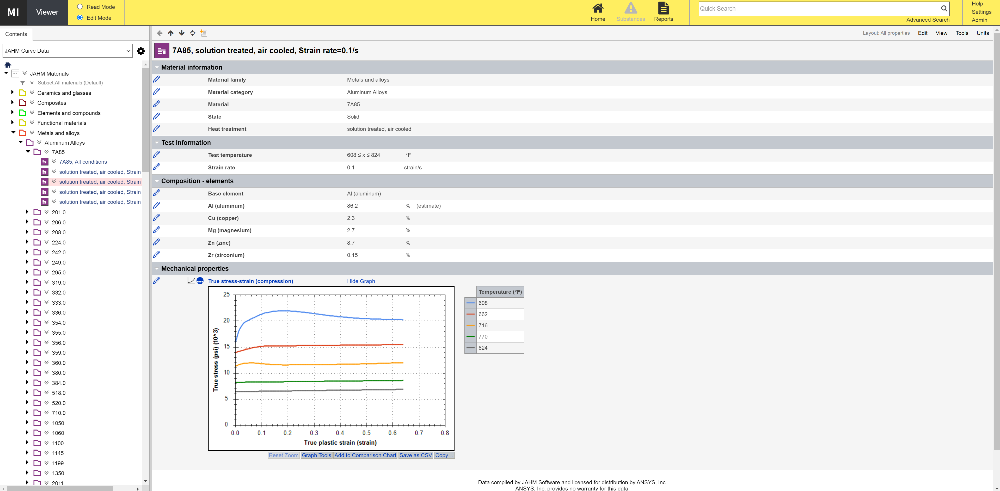 MI
Viewer
Read Mode
Edit Mode
Home
Substances
Reports
Quick Search
Advanced Search
Help
Settings
Admin
Contents
JAHM Curve Data
JAHM Materials
Subset:All materials (Default)
Ceramics and glasses
Composites
Elements and compounds
Functional materials
Metals and alloys
Aluminum Alloys
7A85
7A85, All conditions
solution treated, air cooled, Strain
solution treated, air cooled, Strain
solution treated, air cooled, Strain
solution treated, air cooled, Strain
201.0
206.0
208.0
224.0
242.0
249.0
295.0
319.0
332.0
333.0
336.0
354.0
355.0
356.0
359.0
360.0
380.0
384.0
518.0
520.0
710.0
1050
1060
1100
1145
1199
1350
2011
Layout: All properties
Edit
View
Tools
Units
7A85, solution treated, air cooled, Strain rate=0.1/s
Material information
Material family Metals and alloys
Material category Aluminum Alloys
Material 7A85
State Solid
Heat treatment solution treated, air cooled
Test information
Test temperature 608 ≤ x ≤ 824 °F
Strain rate 0.1 strain/s
Composition - elements
Base element Al (aluminum)
Al (aluminum) 86.2 % (estimate)
Cu (copper) 2.3 %
Mg (magnesium) 2.7 %
Zn (zinc) 8.7 %
Zr (zirconium) 0.15 %
Mechanical properties
True stress-strain (compression) Hide Graph
25
20
15
10
5
0
True stress (psi) (10^3)
0.0 0.1 0.2 0.3 0.4 0.5 0.6 0.7 0.8
True plastic strain (strain)
Temperature (°F)
608
662
716
770
824
Reset Zoom Graph Tools Add to Comparison Chart Save as CSV Copy...
Data compiled by JAHM Software and licensed for distribution by ANSYS, Inc.
ANSYS, Inc. provides no warranty for this data.